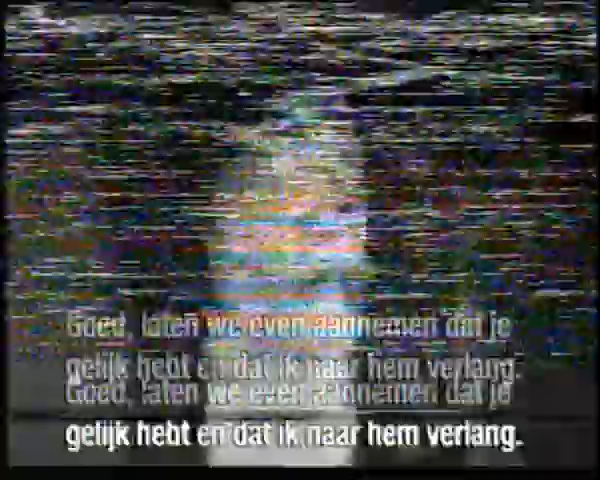 Goed, laten we even aannemen dat je
gelijk hebt en dat ik naar hem verlang.
Goed, laten we even aannemen dat je
gelijk hebt en dat ik naar hem verlang.